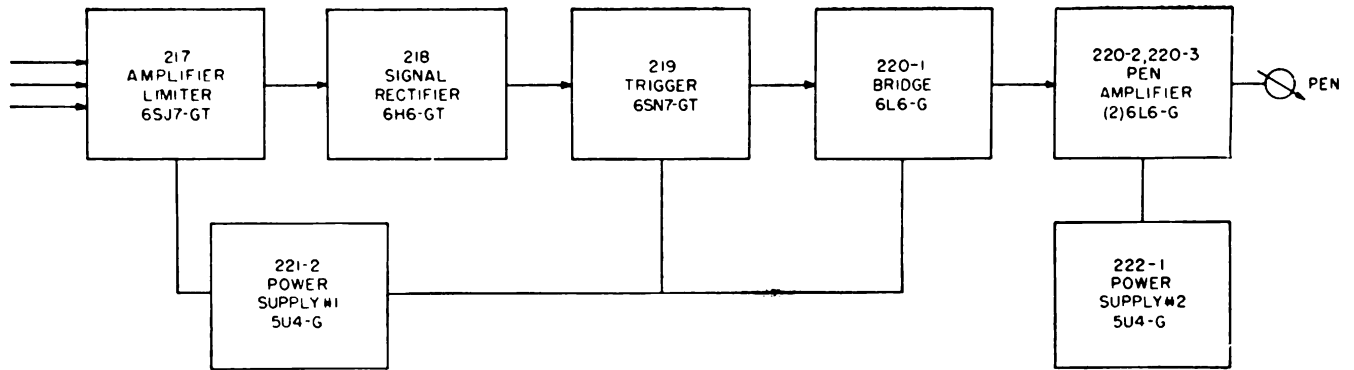 217
AMPLIFIER
LIMITER
6SJ7-GT
218
SIGNAL
RECTIFIER
6H6-GT
219
TRIGGER
6SN7-GT
220-1
BRIDGE
6L6-G
220-2,220-3
PEN
AMPLIFIER
(2)6L6-G
PEN
221-2
POWER
SUPPLY#1
5U4-G
222-1
POWER
SUPPLY#2
5U4-G